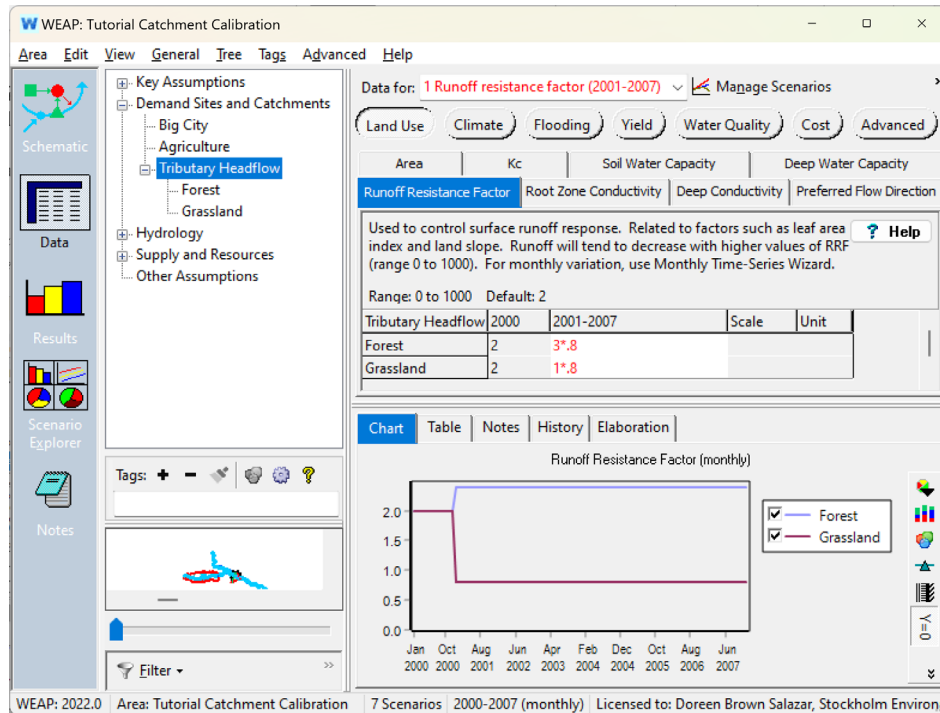 WEAP: Tutorial Catchment Calibration
Area Edit View General Tree Tags Advanced Help
Schematic
Data
Results
Scenario
Explorer
Notes
Key Assumptions
Demand Sites and Catchments
Big City
Agriculture
Tributary Headflow
Forest
Grassland
Hydrology
Supply and Resources
Other Assumptions
Tags:
Filter
Data for: 1 Runoff resistance factor (2001-2007) Manage Scenarios
Land Use Climate Flooding Yield Water Quality Cost Advanced
Area Kc Soil Water Capacity Deep Water Capacity
Runoff Resistance Factor Root Zone Conductivity Deep Conductivity Preferred Flow Direction
Used to control surface runoff response. Related to factors such as leaf area
index and land slope. Runoff will tend to decrease with higher values of RRF
(range 0 to 1000). For monthly variation, use Monthly Time-Series Wizard.
? Help
Range: 0 to 1000 Default: 2
Tributary Headflow 2000 2001-2007 Scale Unit
Forest 2 3*.8
Grassland 2 1*.8
Chart Table Notes History Elaboration
Runoff Resistance Factor (monthly)
2.0
1.5
1.0
0.5
0.0
Jan Oct Aug Jun Apr Feb Dec Oct Aug Jun
2000 2000 2001 2002 2003 2004 2004 2005 2006 2007
Forest
Grassland
Y=0
WEAP: 2022.0 Area: Tutorial Catchment Calibration 7 Scenarios 2000-2007 (monthly) Licensed to: Doreen Brown Salazar, Stockholm Environ